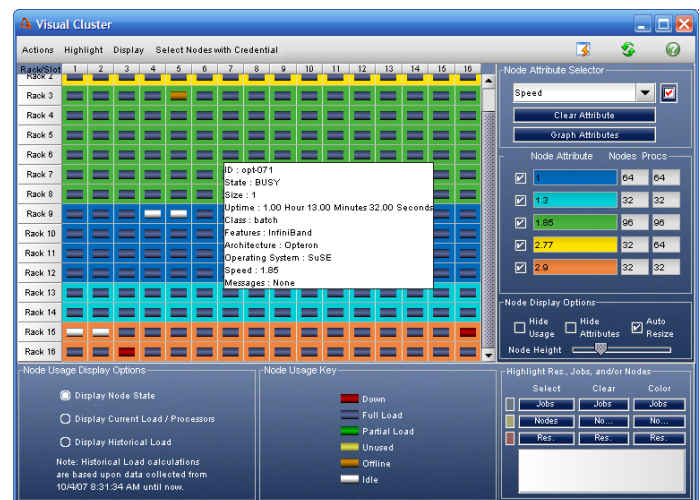 Visual Cluster
Actions Highlight Display Select Nodes with Credential
Rack/Slot 1 2 3 4 5 6 7 8 9 10 11 12 13 14 15 16
Rack 2
Rack 3
Rack 4
Rack 5
Rack 6
Rack 7
Rack 8
Rack 9
Rack 10
Rack 11
Rack 12
Rack 13
Rack 14
Rack 15
Rack 16
ID : opt-071
State : BUSY
Size : 1
Uptime : 1.00 Hour 13.00 Minutes 32.00 Seconds
Class : batch
Features : InfiniBand
Architecture : Opteron
Operating System : SuSE
Speed : 1.85
Messages : None
Node Attribute Selector
Speed
Clear Attribute
Graph Attributes
Node Attribute Nodes Procs
1 64 64
1.3 32 32
1.85 96 96
2.77 32 64
2.9 32 32
Node Display Options
Hide Usage
Hide Attributes
Auto Resize
Node Height
Node Usage Display Options
Display Node State
Display Current Load / Processors
Display Historical Load
Note: Historical Load calculations
are based upon data collected from
10/4/07 8:31:34 AM until now.
Node Usage Key
Down
Full Load
Partial Load
Unused
Offline
Idle
Highlight Res., Jobs, and/or Nodes
Select Clear Color
Jobs Jobs Jobs
Nodes No... No...
Res. Res. Res.